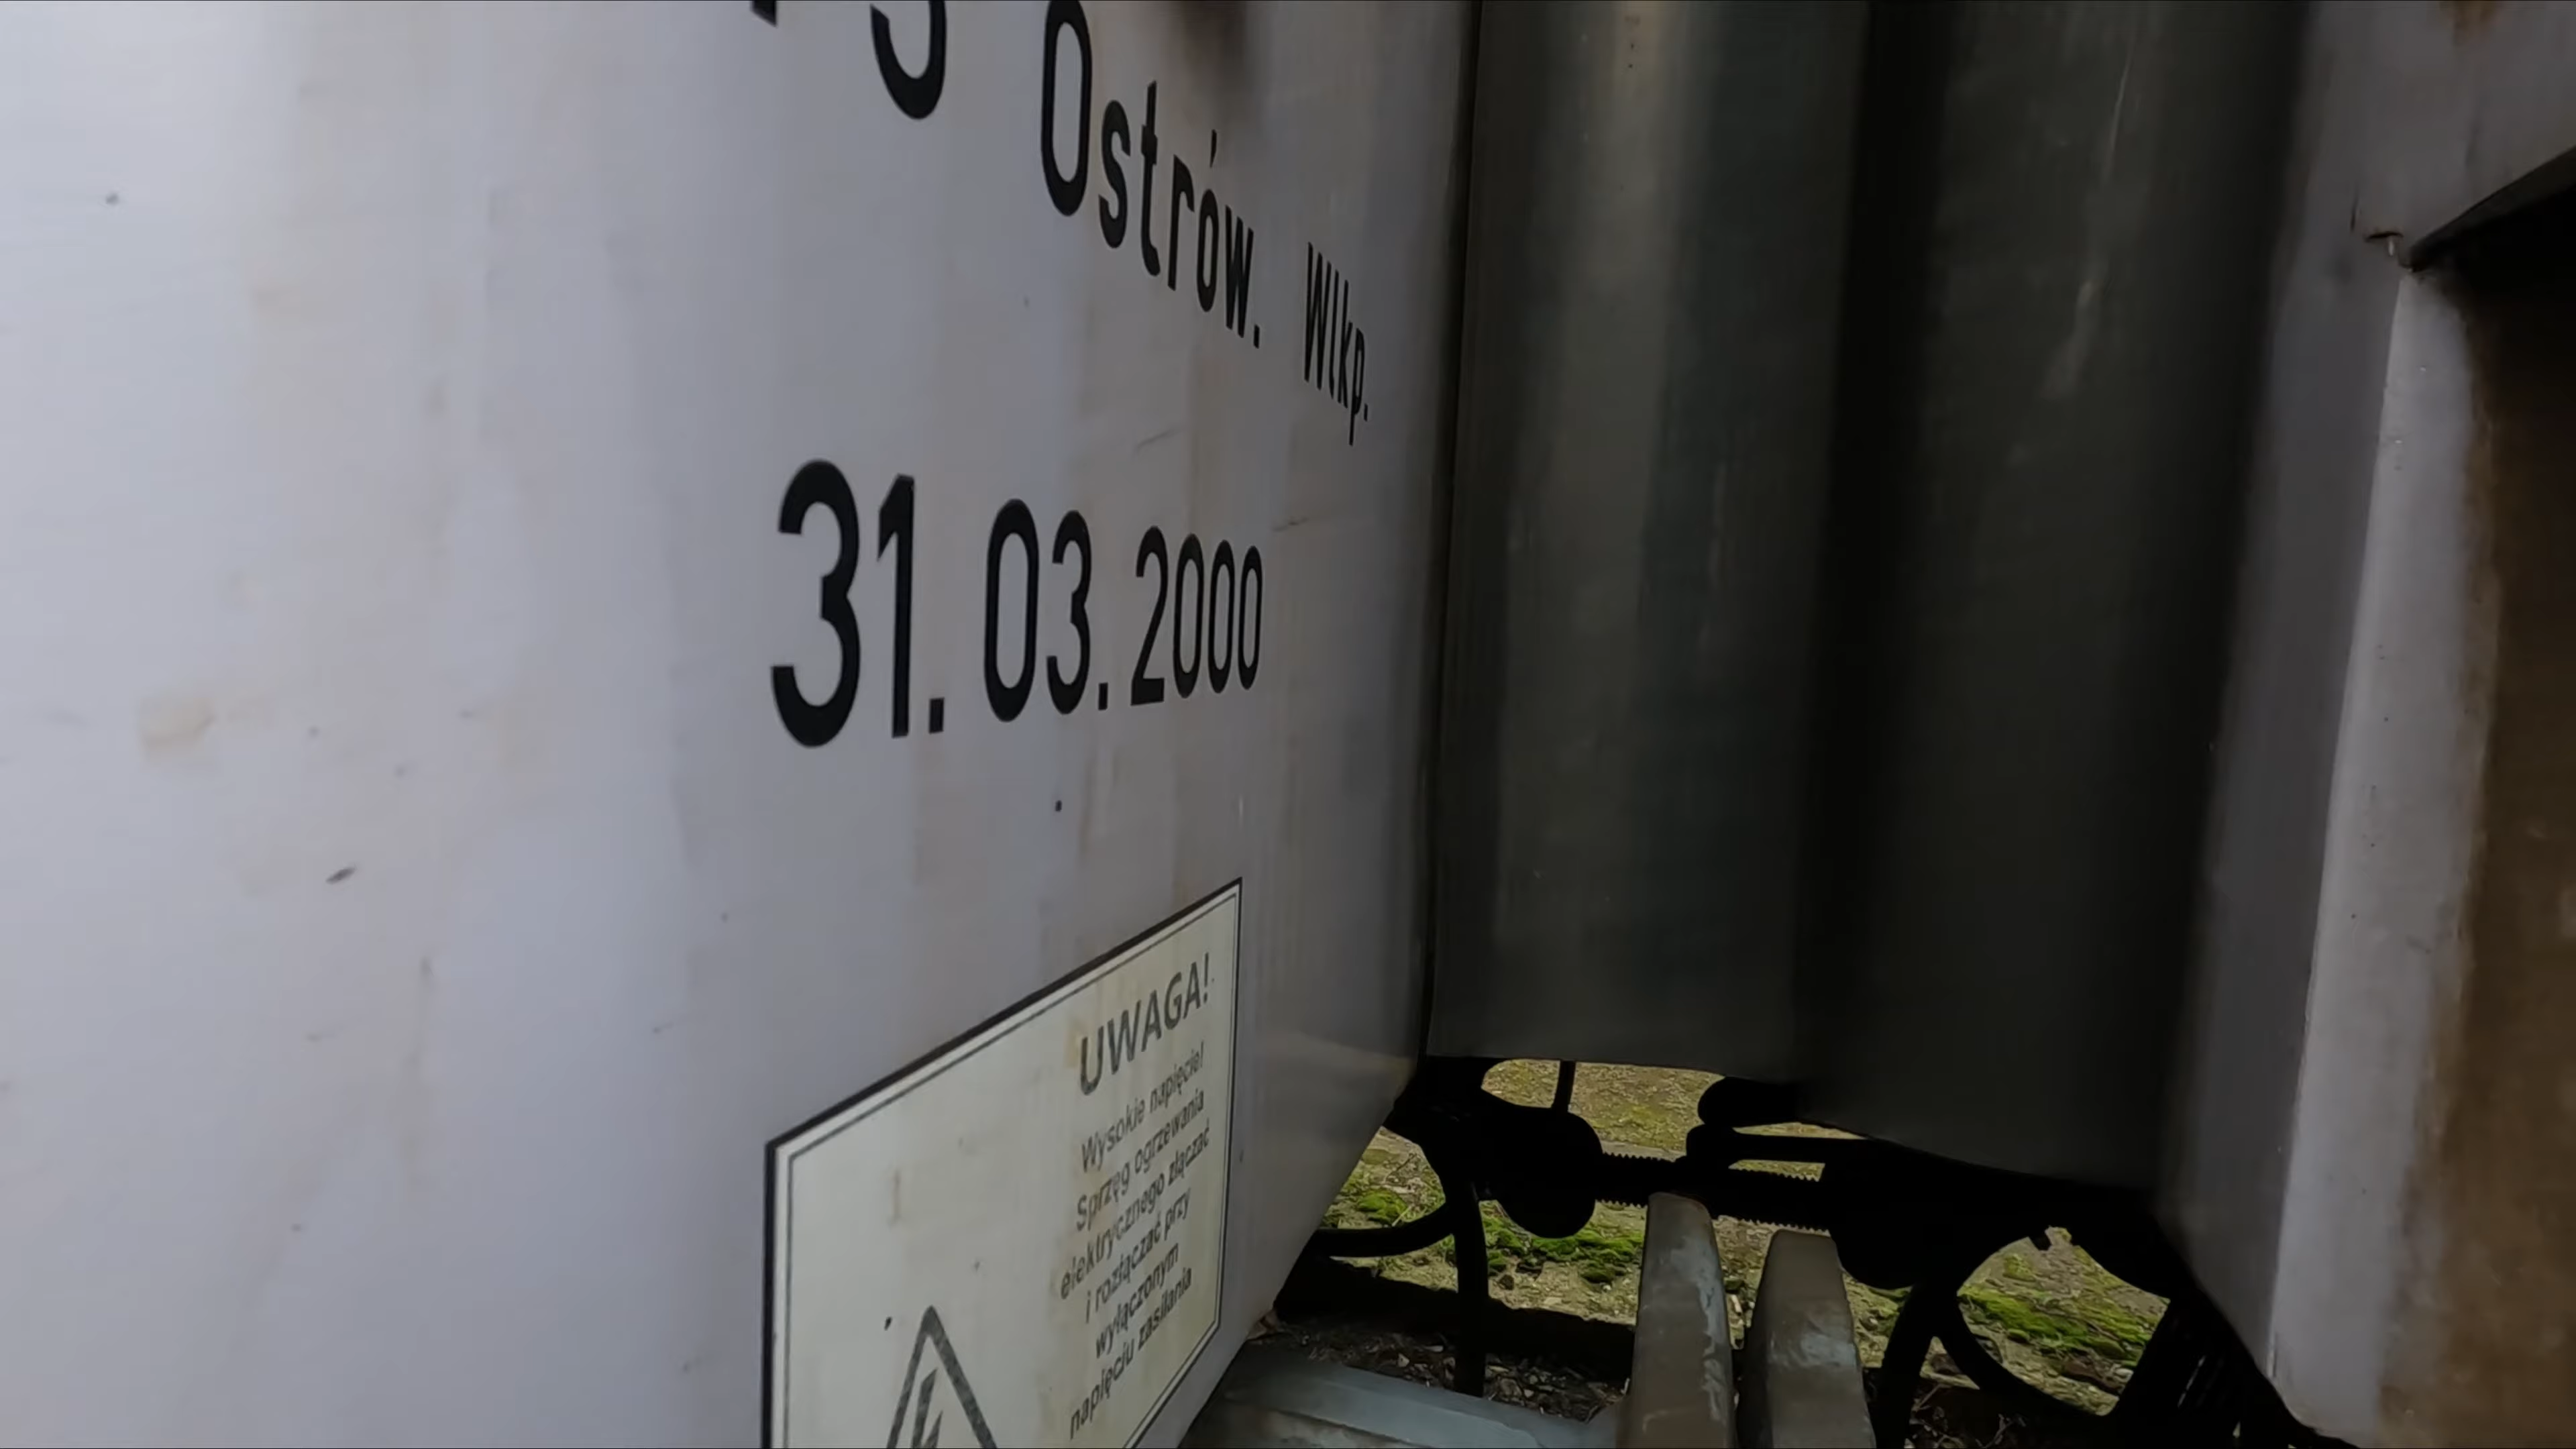 Ostrów. Wlkp.
31.03.2000
UWAGA!
Wysokie napięcie!
Sprzęg ogrzewania
elektrycznego złączać
i rozłączać przy
wyłączonym
napięciu zasilania